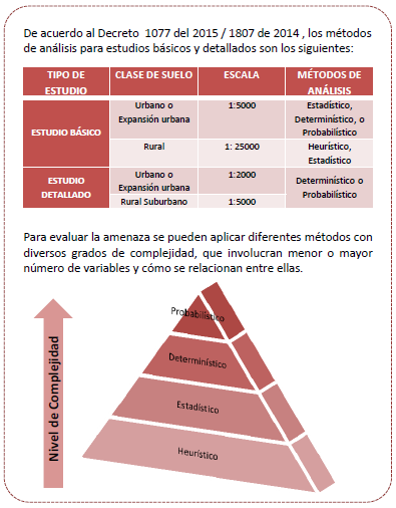 De acuerdo al Decreto 1077 del 2015 / 1807 de 2014 , los métodos
de análisis para estudios básicos y detallados son los siguientes:
TIPO DE ESTUDIO CLASE DE SUELO ESCALA MÉTODOS DE ANÁLISIS
ESTUDIO BÁSICO Urbano o Expansión urbana 1:5000 Estadístico, Determinístico, o Probabilístico
Rural 1: 25000 Heurístico, Estadístico
ESTUDIO DETALLADO Urbano o Expansión urbana 1:2000 Determinístico o Probabilístico
Rural Suburbano 1:5000
Para evaluar la amenaza se pueden aplicar diferentes métodos con
diversos grados de complejidad, que involucran menor o mayor
número de variables y cómo se relacionan entre ellas.
Nivel de Complejidad
Probabilístico
Determinístico
Estadístico
Heurístico